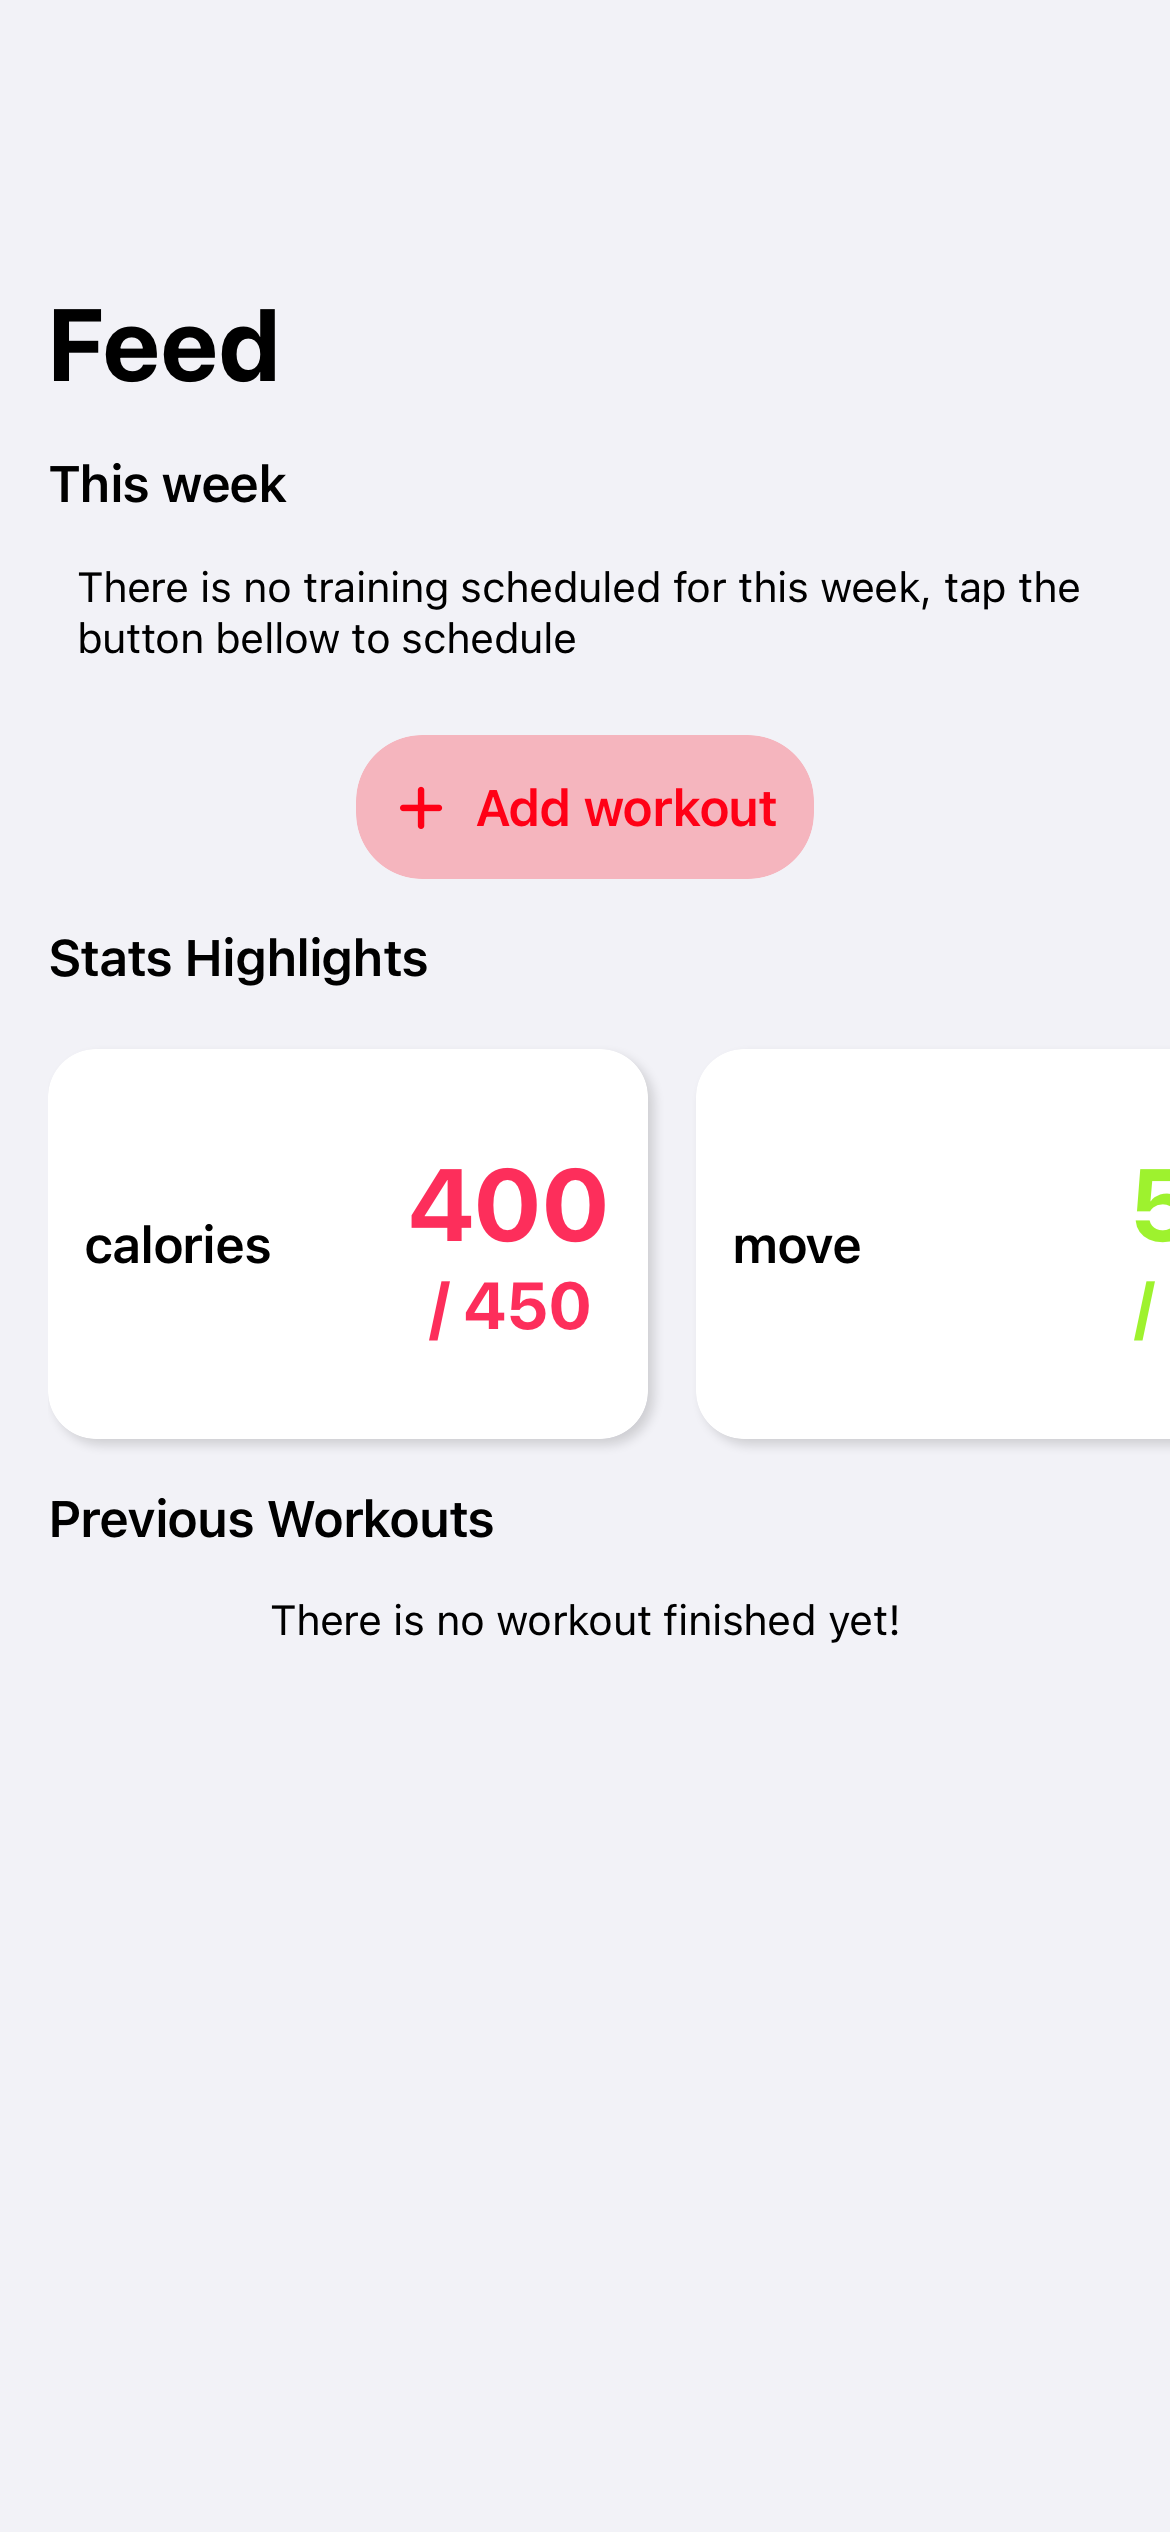 Feed
This week
There is no training scheduled for this week, tap the
button bellow to schedule
+ Add workout
Stats Highlights
calories
400
/ 450
move
5
/
Previous Workouts
There is no workout finished yet!